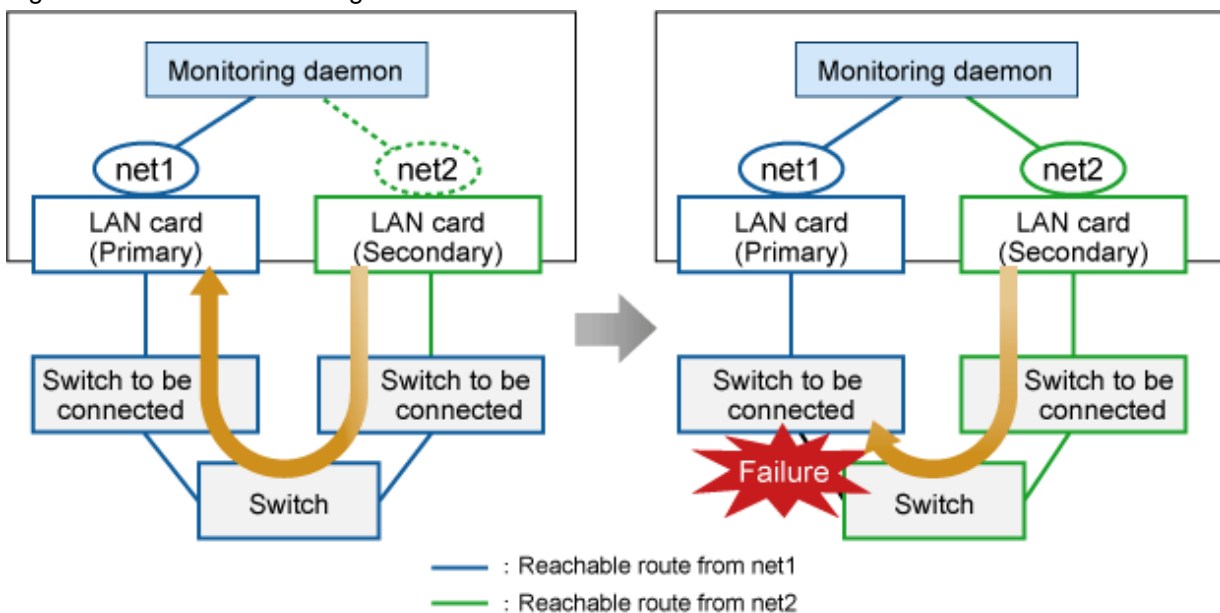 Monitoring daemon
net1
net2
LAN card
(Primary)
LAN card
(Secondary)
Switch to be
connected
Switch to be
connected
Switch
Monitoring daemon
net1
net2
LAN card
(Primary)
LAN card
(Secondary)
Switch to be
connected
Switch to be
connected
Failure
Switch
: Reachable route from net1
: Reachable route from net2